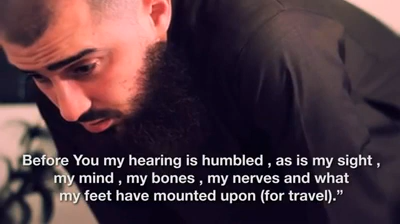 Before You my hearing is humbled , as is my sight ,
my mind , my bones , my nerves and what
my feet have mounted upon (for travel).”